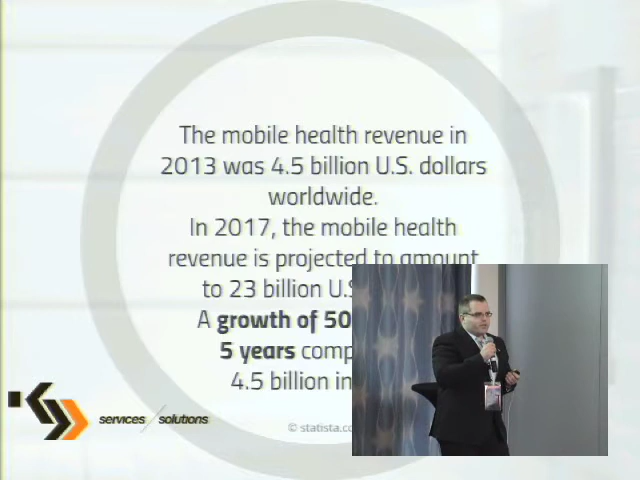 The mobile health revenue in
2013 was 4.5 billion U.S. dollars
worldwide.
In 2017, the mobile health
revenue is projected to amount
to 23 billion U.S
A growth of 50
5 years comp
4.5 billion in
© statista.co
services / solutions